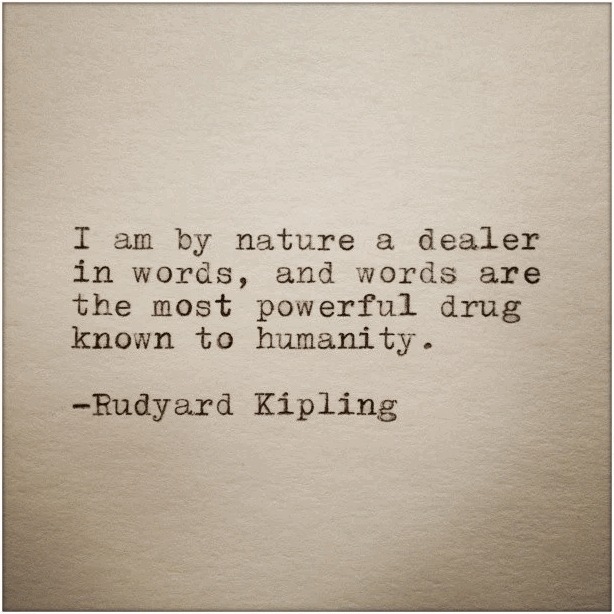 I am by nature a dealer
in words, and words are
the most powerful drug
known to humanity.
-Rudyard Kipling